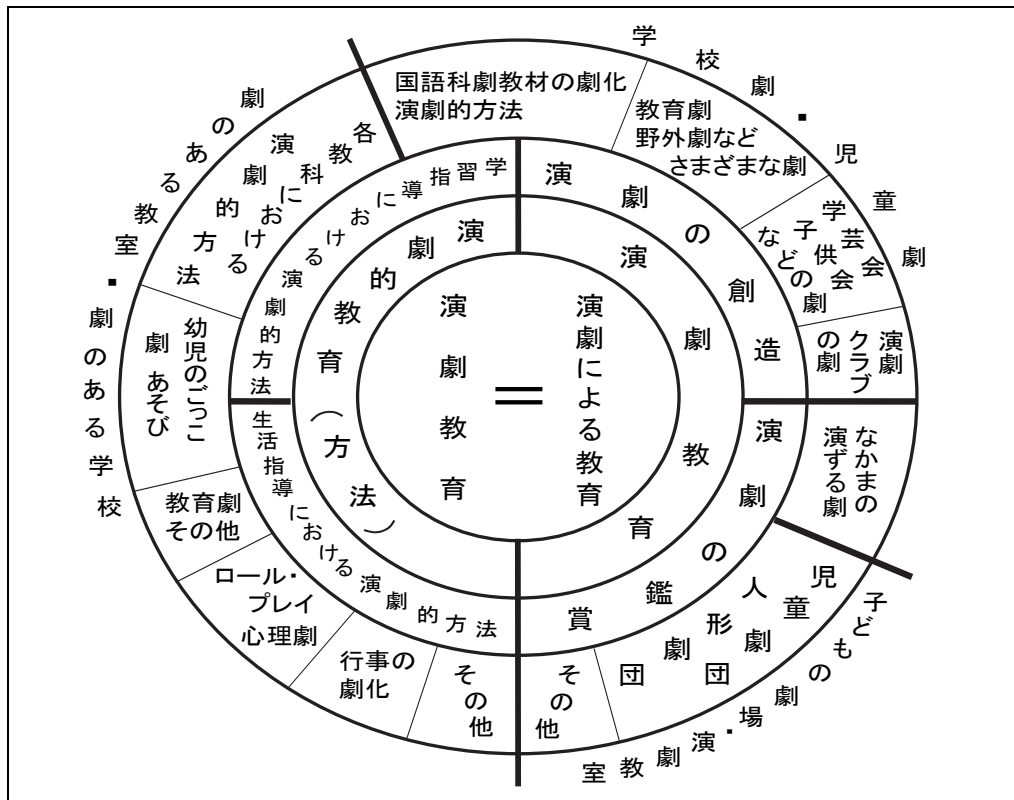 演劇教育
＝
演劇による教育
演劇教育
演劇的教育（方法）
演劇の創造
演劇の鑑賞
学習指導における演劇的方法
生活指導における演劇的方法
国語科劇教材の劇化
演劇的方法
教育劇
野外劇など
さまざまな劇
学芸会
子供会
などの劇
演劇
クラブ
の劇
なかまの
演ずる劇
児童劇団
人形劇団
その他
その他
行事の
劇化
ロール・
プレイ
心理劇
教育劇
その他
幼児のごっこ
劇あそび
各教科における
演劇的方法
学校劇・児童劇
子どもの劇場・演劇教室
劇のある教室・劇のある学校